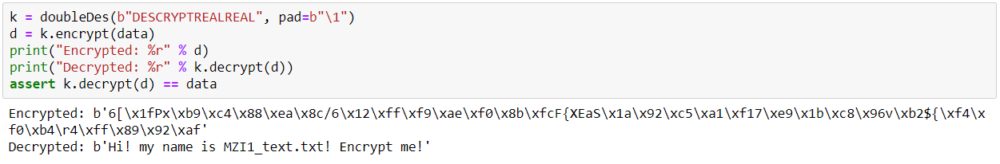 k = doubleDes(b"DESCRYPTREALREAL", pad=b"\1")
d = k.encrypt(data)
print("Encrypted: %r" % d)
print("Decrypted: %r" % k.decrypt(d))
assert k.decrypt(d) == data
Encrypted: b'6[\x1fPx\xb9\xc4\x88\xea\x8c/6\x12\xff\xf9\xae\xf0\x8b\xfcF{XEaS\x1a\x92\xc5\xa1\xf17\xe9\x1b\xc8\x96v\xb2${\xf4\x
f0\xb4\r4\xff\x89\x92\xaf'
Decrypted: b'Hi! my name is MZI1_text.txt! Encrypt me!'